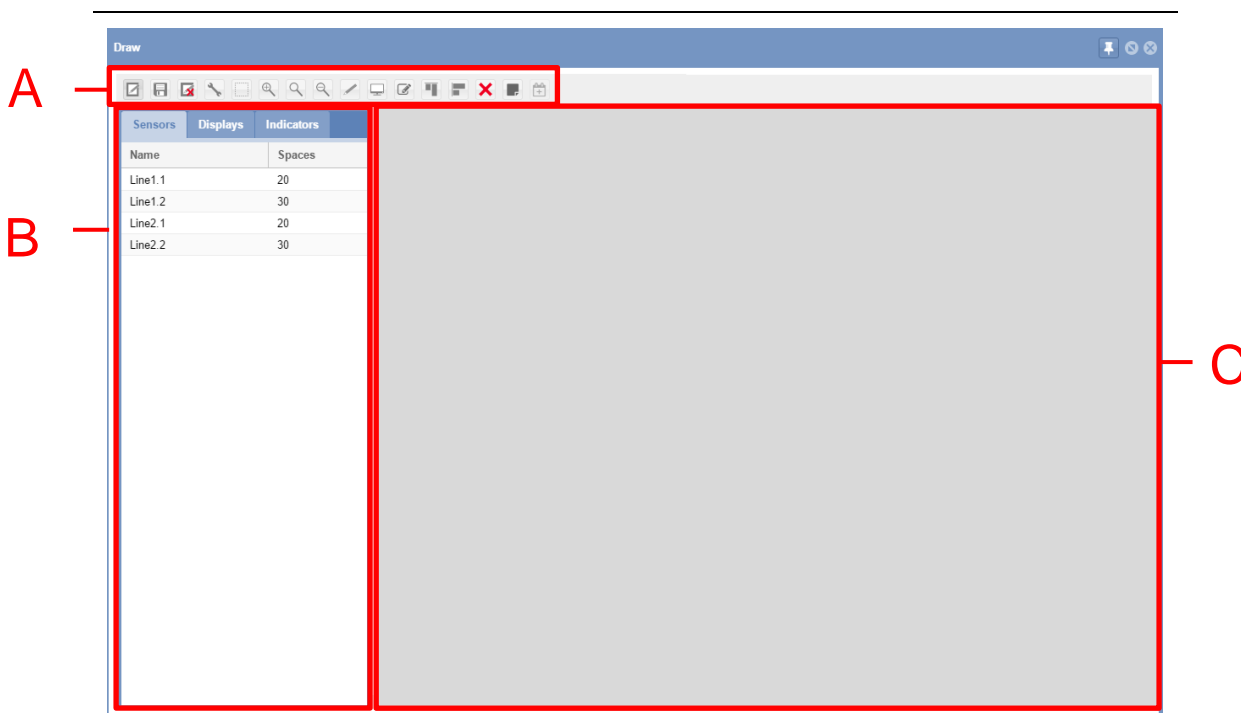 Draw
A
Sensors Displays Indicators
Name Spaces
Line1.1 20
Line1.2 30
B
Line2.1 20
Line2.2 30
C